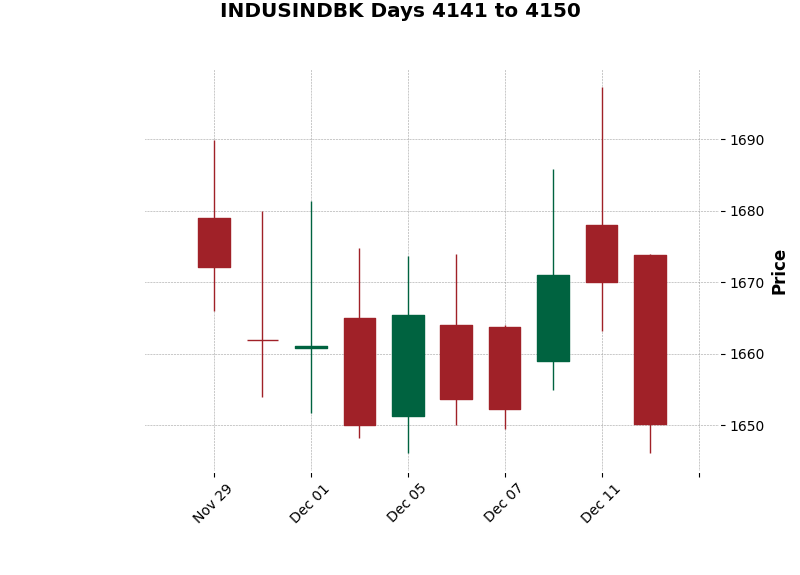 INDUSINDBK Days 4141 to 4150
1690
1680
1670
1660
1650
Price
Nov 29
Dec 01
Dec 05
Dec 07
Dec 11